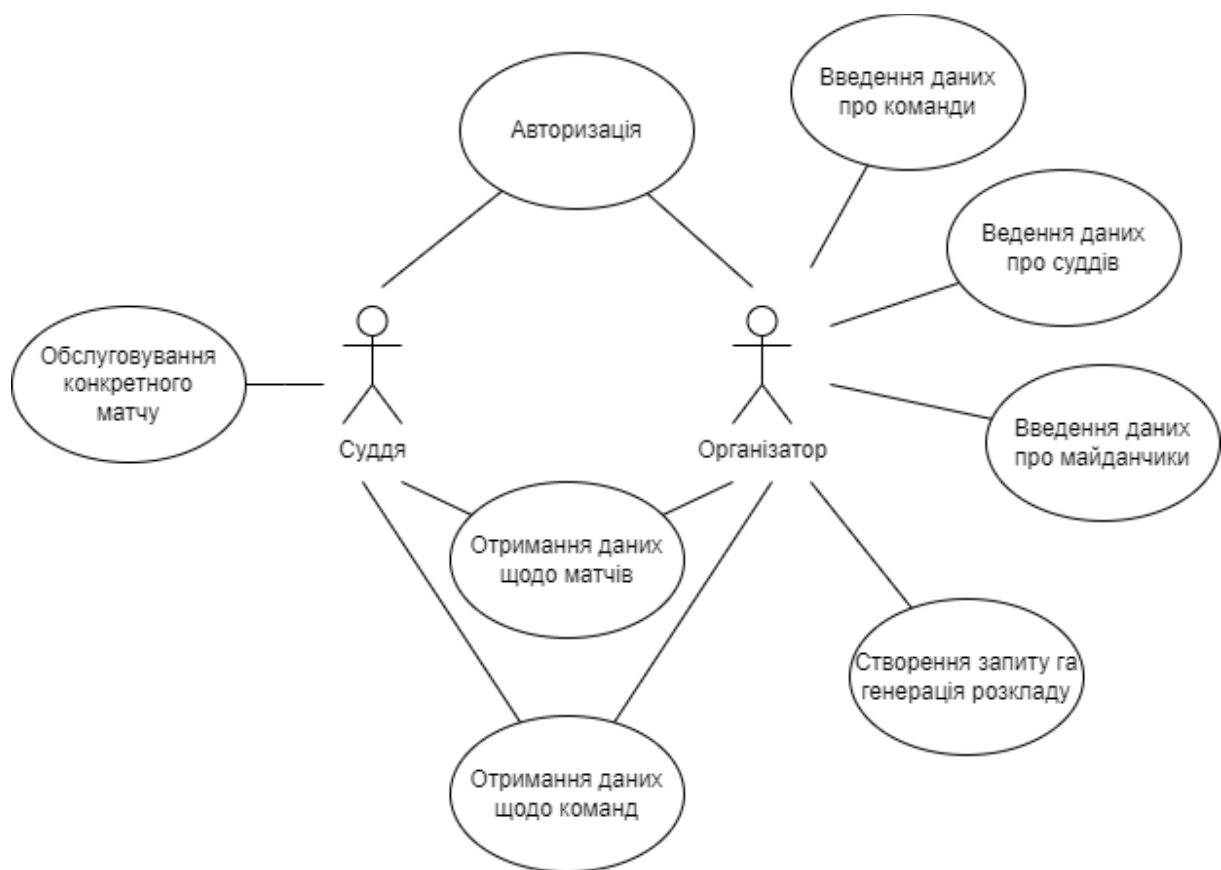 Введення даних
про команди
Авторизація
Ведення даних
про суддів
Обслуговування
конкретного
матчу
Суддя
Організатор
Введення даних
про майданчики
Отримання даних
щодо матчів
Створення запиту га
генерація розкладу
Отримання даних
щодо команд